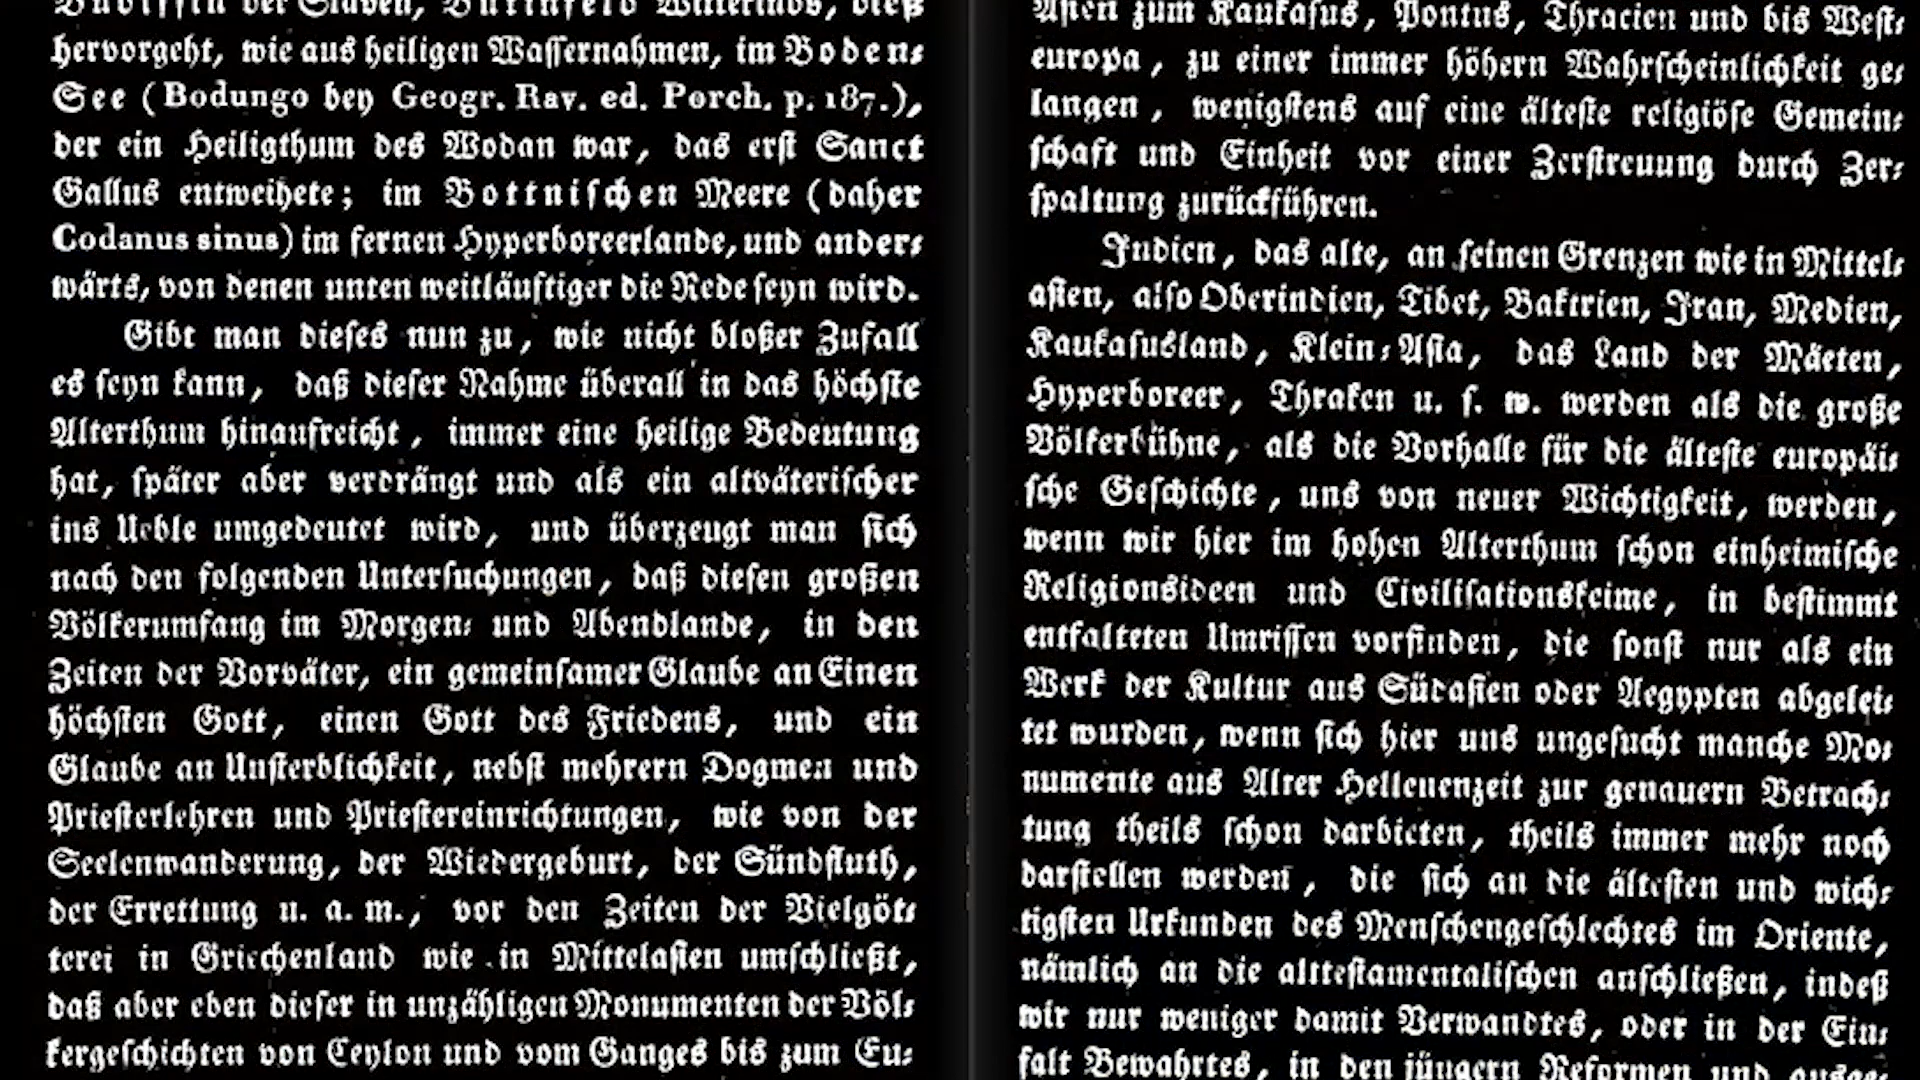 der Slaven,
hervorgeht, wie aus heiligen Wassernahmen, im Boden-
See (Bodungo bey Geogr. Rav. ed. Porch. p. 187.),
der ein Heiligthum des Wodan war, das erst Sanct
Gallus entweihete; im Bottnischen Meere (daher
Codanus sinus) im fernen Hyperboreerlande, und anders-
wärts, von denen unten weitläuftiger die Rede seyn wird.
Gibt man dieses nun zu, wie nicht bloßer Zufall
es seyn kann, daß dieser Nahme überall in das höchste
Alterthum hinaufreicht, immer eine heilige Bedeutung
hat, später aber verdrängt und als ein altväterischer
ins Ueble umgedeutet wird, und überzeugt man sich
nach den folgenden Untersuchungen, daß diesen großen
Völkerumfang im Morgen- und Abendlande, in den
Zeiten der Vorväter, ein gemeinsamer Glaube an Einen
höchsten Gott, einen Gott des Friedens, und ein
Glaube an Unsterblichkeit, nebst mehrern Dogmen und
Priesterlehren und Priestereinrichtungen, wie von der
Seelenwanderung, der Wiedergeburt, der Sündfluth,
der Errettung u. a. m., vor den Zeiten der Vielgöt-
terei in Griechenland wie in Mittelasien umschließt,
daß aber eben dieser in unzähligen Monumenten der Völ-
kergeschichten von Ceylon und vom Ganges bis zum Eu-
Asien zum Kaukasus, Pontus, Thracien und bis West-
europa, zu einer immer höhern Wahrscheinlichkeit ge-
langen, wenigstens auf eine älteste religiöse Gemein-
schaft und Einheit vor einer Zerstreuung durch Zer-
spaltung zurückführen.
Indien, das alte, an seinen Grenzen wie in Mittel-
asien, also Oberindien, Tibet, Baktrien, Iran, Medien,
Kaukasusland, Klein-Asia, das Land der Mäeten,
Hyperboreer, Thraken u. s. w. werden als die große
Völkerbühne, als die Vorhalle für die älteste europäi-
sche Geschichte, uns von neuer Wichtigkeit, werden,
wenn wir hier im hohen Alterthum schon einheimische
Religionsideen und Civilisationskeime, in bestimmt
entfalteten Umrissen vorfinden, die sonst nur als ein
Werk der Kultur aus Südasien oder Aegypten abgelei-
tet wurden, wenn sich hier uns ungesucht manche Mo-
numente aus Alter Hellenenzeit zur genauern Betrach-
tung theils schon darbieten, theils immer mehr noch
darstellen werden, die sich an die ältesten und wich-
tigsten Urkunden des Menschengeschlechtes im Oriente,
nämlich an die alttestamentalischen anschließen, indeß
wir nur weniger damit Verwandtes, oder in der Ein-
falt Bewahrtes, in den jüngern Reformen und